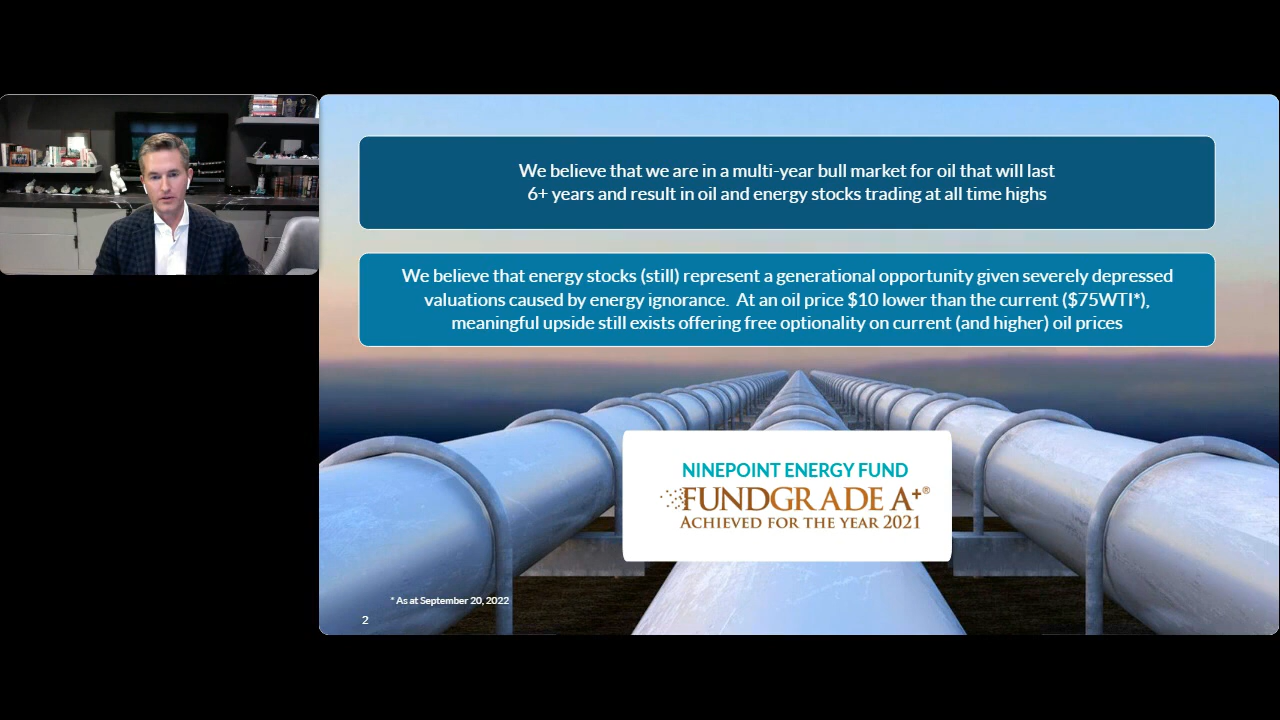 We believe that we are in a multi-year bull market for oil that will last
6+ years and result in oil and energy stocks trading at all time highs
We believe that energy stocks (still) represent a generational opportunity given severely depressed
valuations caused by energy ignorance. At an oil price $10 lower than the current ($75WTI*),
meaningful upside still exists offering free optionality on current (and higher) oil prices
NINEPOINT ENERGY FUND
FUNDGRADE A+®
ACHIEVED FOR THE YEAR 2021
* As at September 20, 2022
2